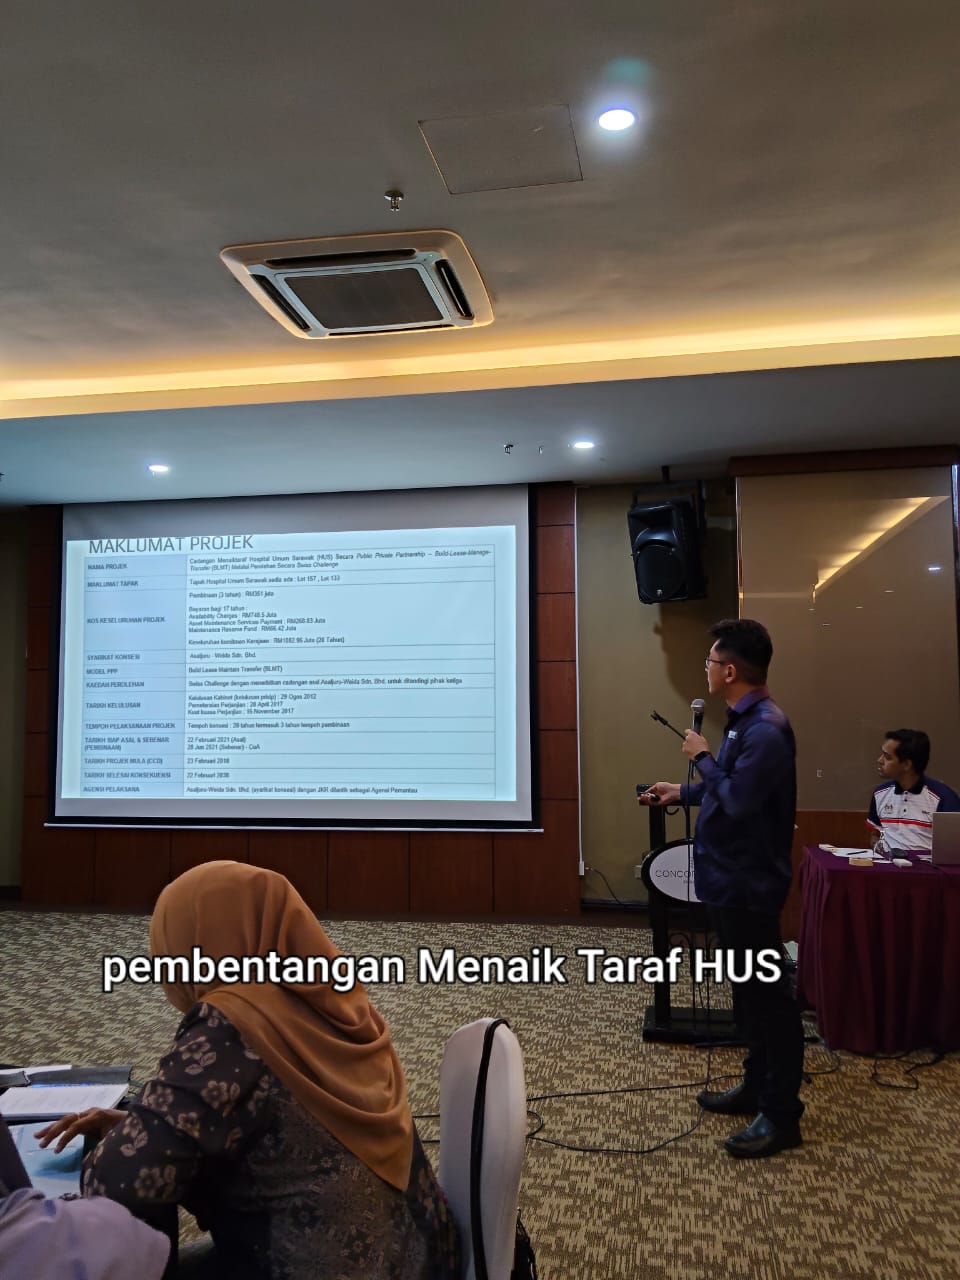 MAKLUMAT PROJEK
NAMA PROJEK
Cadangan Menaiktaraf Hospital Umum Sarawak (HUS) Secara Public Private Partnership – Build-Lease-Manage-
Transfer (BLMT) Melalui Perolehan Secara Swiss Challenge
MAKLUMAT TAPAK
Tapak Hospital Umum Sarawak sedia ada : Lot 157 , Lot 133
KOS KESELURUHAN PROJEK
Pembinaan (3 tahun) : RM351 juta
Bayaran bagi 17 tahun :
Availability Charges : RM748.5 Juta
Asset Maintenance Services Payment : RM268.03 Juta
Maintenance Reserve Fund : RM66.42 Juta
Keseluruhan komitmen Kerajaan : RM1082.96 Juta (20 Tahun)
SYARIKAT KONSESI
Asaljuru - Weida Sdn. Bhd.
MODEL PPP
Build Lease Maintain Transfer (BLMT)
KAEDAH PEROLEHAN
Swiss Challenge dengan menerbitkan cadangan asal Asaljuru-Weida Sdn. Bhd. untuk ditandingi pihak ketiga
TARIKH KELULUSAN
Kelulusan Kabinet (kelulusan prinsip) : 29 Ogos 2012
Pemeteraian Perjanjian : 28 April 2017
Kuat kuasa Perjanjian : 15 November 2017
TEMPOH PELAKSANAAN PROJEK
Tempoh konsesi : 20 tahun termasuk 3 tahun tempoh pembinaan
TARIKH SIAP ASAL & SEBENAR
(PEMBINAAN)
22 Februari 2021 (Asal)
28 Jun 2021 (Sebenar) - CoA
TARIKH PROJEK MULA (CCD)
23 Februari 2018
TARIKH SELESAI KONSEKUENSI
22 Februari 2038
AGENSI PELAKSANA
Asaljuru-Weida Sdn. Bhd. (syarikat konsesi) dengan JKR dilantik sebagai Agensi Pemantau
CONCO
pembentangan Menaik Taraf HUS